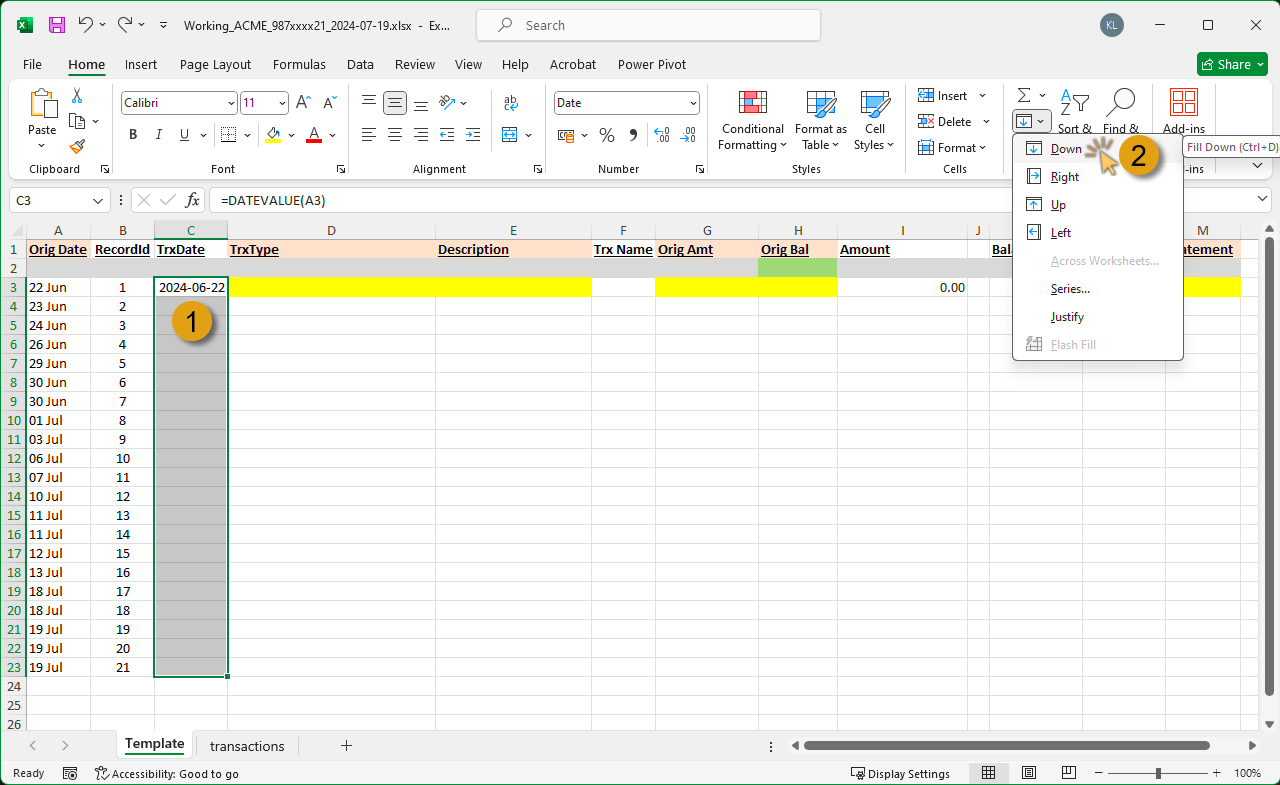 Working_ACME_987xxxx21_2024-07-19.xlsx - Ex...
Search
KL
File Home Insert Page Layout Formulas Data Review View Help Acrobat Power Pivot
Share
Paste
Clipboard
Calibri 11
B I U A
Font
ab
Alignment
Date
% 9 .00
Number
Conditional Formatting
Format as Table
Cell Styles
Styles
Insert
Delete
Format
Cells
Σ
Sort &
Find &
Add-ins
-ins
Down
Right
Up
Left
Across Worksheets...
Series...
Justify
Flash Fill
2
Fill Down (Ctrl+D)
C3 fx =DATEVALUE(A3)
A B C D E F G H I J M
1 Orig Date RecordId TrxDate TrxType Description Trx Name Orig Amt Orig Bal Amount Bala atement
2
3 22 Jun 1 2024-06-22 0.00
4 23 Jun 2
1
5 24 Jun 3
6 26 Jun 4
7 29 Jun 5
8 30 Jun 6
9 30 Jun 7
10 01 Jul 8
11 03 Jul 9
12 06 Jul 10
13 07 Jul 11
14 10 Jul 12
15 11 Jul 13
16 11 Jul 14
17 12 Jul 15
18 13 Jul 16
19 18 Jul 17
20 18 Jul 18
21 19 Jul 19
22 19 Jul 20
23 19 Jul 21
24
25
26
Template transactions +
Ready Accessibility: Good to go Display Settings − + 100%